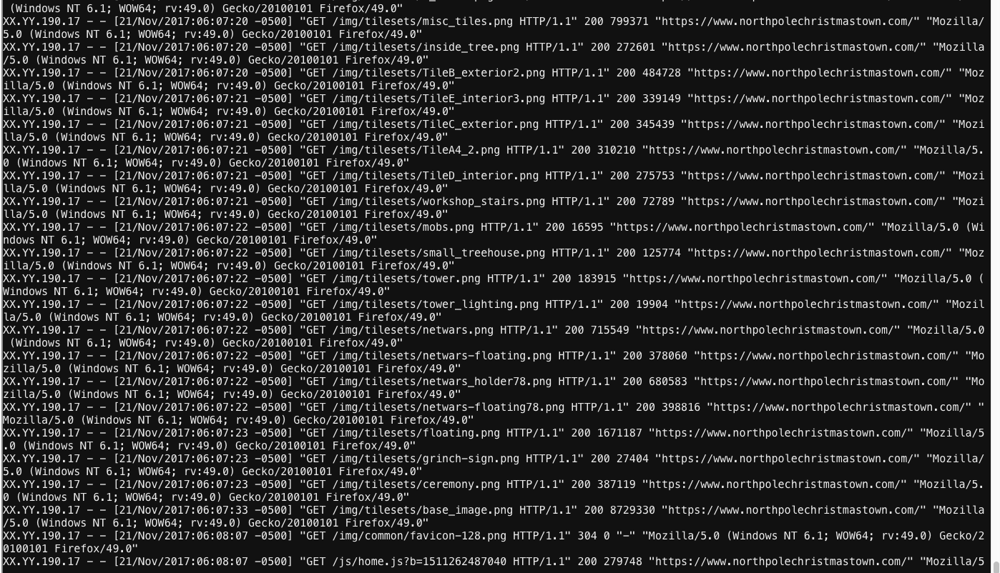 (Windows NT 6.1; WOW64; rv:49.0) Gecko/20100101 Firefox/49.0"
XX.YY.190.17 - - [21/Nov/2017:06:07:20 -0500] "GET /img/tilesets/misc_tiles.png HTTP/1.1" 200 799371 "https://www.northpolechristmastown.com/" "Mozilla/
5.0 (Windows NT 6.1; WOW64; rv:49.0) Gecko/20100101 Firefox/49.0"
XX.YY.190.17 - - [21/Nov/2017:06:07:20 -0500] "GET /img/tilesets/inside_tree.png HTTP/1.1" 200 272601 "https://www.northpolechristmastown.com/" "Mozilla
/5.0 (Windows NT 6.1; WOW64; rv:49.0) Gecko/20100101 Firefox/49.0"
XX.YY.190.17 - - [21/Nov/2017:06:07:20 -0500] "GET /img/tilesets/TileB_exterior2.png HTTP/1.1" 200 484728 "https://www.northpolechristmastown.com/" "Moz
illa/5.0 (Windows NT 6.1; WOW64; rv:49.0) Gecko/20100101 Firefox/49.0"
XX.YY.190.17 - - [21/Nov/2017:06:07:21 -0500] "GET /img/tilesets/TileE_interior3.png HTTP/1.1" 200 339149 "https://www.northpolechristmastown.com/" "Moz
illa/5.0 (Windows NT 6.1; WOW64; rv:49.0) Gecko/20100101 Firefox/49.0"
XX.YY.190.17 - - [21/Nov/2017:06:07:21 -0500] "GET /img/tilesets/TileC_exterior.png HTTP/1.1" 200 345439 "https://www.northpolechristmastown.com/" "Mozi
lla/5.0 (Windows NT 6.1; WOW64; rv:49.0) Gecko/20100101 Firefox/49.0"
XX.YY.190.17 - - [21/Nov/2017:06:07:21 -0500] "GET /img/tilesets/TileA4_2.png HTTP/1.1" 200 310210 "https://www.northpolechristmastown.com/" "Mozilla/5.
0 (Windows NT 6.1; WOW64; rv:49.0) Gecko/20100101 Firefox/49.0"
XX.YY.190.17 - - [21/Nov/2017:06:07:21 -0500] "GET /img/tilesets/TileD_interior.png HTTP/1.1" 200 275753 "https://www.northpolechristmastown.com/" "Mozi
lla/5.0 (Windows NT 6.1; WOW64; rv:49.0) Gecko/20100101 Firefox/49.0"
XX.YY.190.17 - - [21/Nov/2017:06:07:21 -0500] "GET /img/tilesets/workshop_stairs.png HTTP/1.1" 200 72789 "https://www.northpolechristmastown.com/" "Mozi
lla/5.0 (Windows NT 6.1; WOW64; rv:49.0) Gecko/20100101 Firefox/49.0"
XX.YY.190.17 - - [21/Nov/2017:06:07:22 -0500] "GET /img/tilesets/mobs.png HTTP/1.1" 200 16595 "https://www.northpolechristmastown.com/" "Mozilla/5.0 (Wi
ndows NT 6.1; WOW64; rv:49.0) Gecko/20100101 Firefox/49.0"
XX.YY.190.17 - - [21/Nov/2017:06:07:22 -0500] "GET /img/tilesets/small_treehouse.png HTTP/1.1" 200 125774 "https://www.northpolechristmastown.com/" "Moz
illa/5.0 (Windows NT 6.1; WOW64; rv:49.0) Gecko/20100101 Firefox/49.0"
XX.YY.190.17 - - [21/Nov/2017:06:07:22 -0500] "GET /img/tilesets/tower.png HTTP/1.1" 200 183915 "https://www.northpolechristmastown.com/" "Mozilla/5.0 (
Windows NT 6.1; WOW64; rv:49.0) Gecko/20100101 Firefox/49.0"
XX.YY.190.17 - - [21/Nov/2017:06:07:22 -0500] "GET /img/tilesets/tower_lighting.png HTTP/1.1" 200 19904 "https://www.northpolechristmastown.com/" "Mozil
la/5.0 (Windows NT 6.1; WOW64; rv:49.0) Gecko/20100101 Firefox/49.0"
XX.YY.190.17 - - [21/Nov/2017:06:07:22 -0500] "GET /img/tilesets/netwars.png HTTP/1.1" 200 715549 "https://www.northpolechristmastown.com/" "Mozilla/5.0
 (Windows NT 6.1; WOW64; rv:49.0) Gecko/20100101 Firefox/49.0"
XX.YY.190.17 - - [21/Nov/2017:06:07:22 -0500] "GET /img/tilesets/netwars-floating.png HTTP/1.1" 200 378060 "https://www.northpolechristmastown.com/" "Mo
zilla/5.0 (Windows NT 6.1; WOW64; rv:49.0) Gecko/20100101 Firefox/49.0"
XX.YY.190.17 - - [21/Nov/2017:06:07:22 -0500] "GET /img/tilesets/netwars_holder78.png HTTP/1.1" 200 680583 "https://www.northpolechristmastown.com/" "Mo
zilla/5.0 (Windows NT 6.1; WOW64; rv:49.0) Gecko/20100101 Firefox/49.0"
XX.YY.190.17 - - [21/Nov/2017:06:07:22 -0500] "GET /img/tilesets/netwars-floating78.png HTTP/1.1" 200 398816 "https://www.northpolechristmastown.com/" "
Mozilla/5.0 (Windows NT 6.1; WOW64; rv:49.0) Gecko/20100101 Firefox/49.0"
XX.YY.190.17 - - [21/Nov/2017:06:07:23 -0500] "GET /img/tilesets/floating.png HTTP/1.1" 200 1671187 "https://www.northpolechristmastown.com/" "Mozilla/5
.0 (Windows NT 6.1; WOW64; rv:49.0) Gecko/20100101 Firefox/49.0"
XX.YY.190.17 - - [21/Nov/2017:06:07:23 -0500] "GET /img/tilesets/grinch-sign.png HTTP/1.1" 200 27404 "https://www.northpolechristmastown.com/" "Mozilla/
5.0 (Windows NT 6.1; WOW64; rv:49.0) Gecko/20100101 Firefox/49.0"
XX.YY.190.17 - - [21/Nov/2017:06:07:23 -0500] "GET /img/tilesets/ceremony.png HTTP/1.1" 200 387119 "https://www.northpolechristmastown.com/" "Mozilla/5.
0 (Windows NT 6.1; WOW64; rv:49.0) Gecko/20100101 Firefox/49.0"
XX.YY.190.17 - - [21/Nov/2017:06:07:33 -0500] "GET /img/tilesets/base_image.png HTTP/1.1" 200 8729330 "https://www.northpolechristmastown.com/" "Mozilla
/5.0 (Windows NT 6.1; WOW64; rv:49.0) Gecko/20100101 Firefox/49.0"
XX.YY.190.17 - - [21/Nov/2017:06:08:07 -0500] "GET /img/common/favicon-128.png HTTP/1.1" 304 0 "-" "Mozilla/5.0 (Windows NT 6.1; WOW64; rv:49.0) Gecko/2
0100101 Firefox/49.0"
XX.YY.190.17 - - [21/Nov/2017:06:08:07 -0500] "GET /js/home.js?b=1511262487040 HTTP/1.1" 200 279748 "https://www.northpolechristmastown.com/" "Mozilla/5